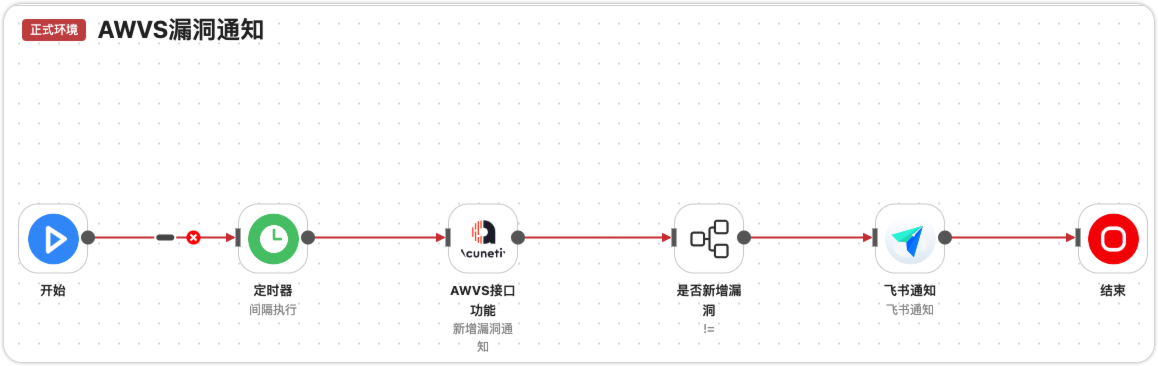 正式环境 AWVS漏洞通知
cuneti
开始
定时器
间隔执行
AWVS接口
功能
新增漏洞通
知
是否新增漏
洞
!=
飞书通知
飞书通知
结束